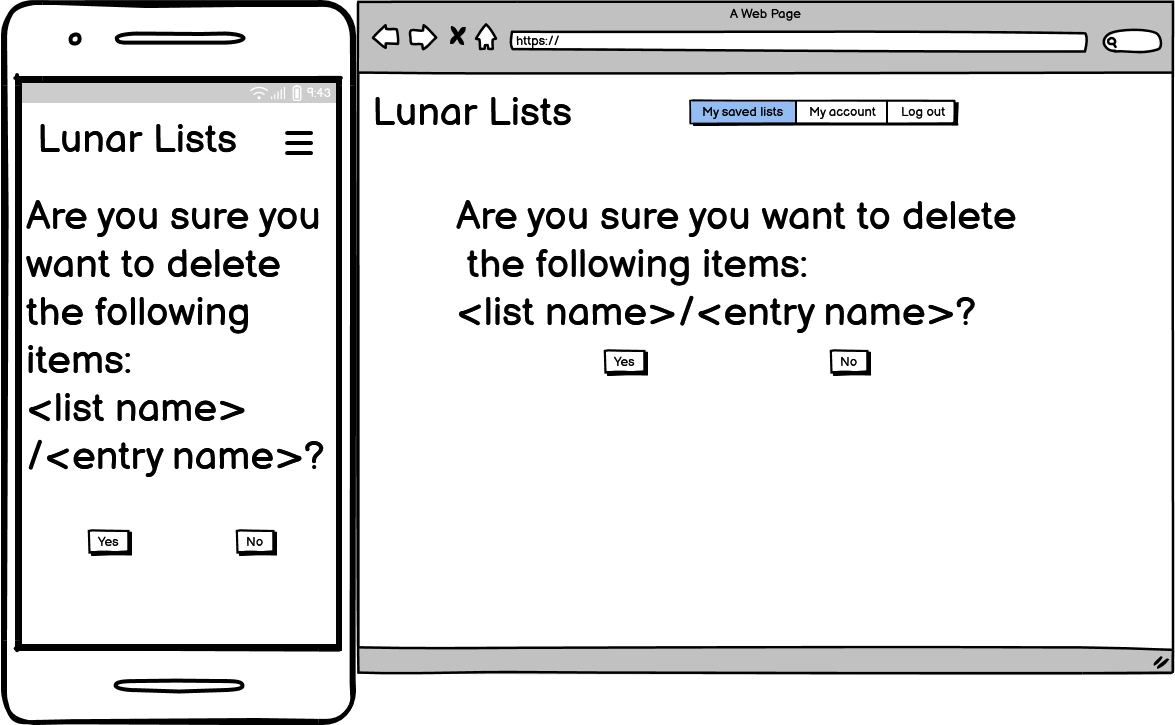 9:43
Lunar Lists
Are you sure you
want to delete
the following
items:
<list name>
/<entry name>?
Yes
No
A Web Page
https://
Lunar Lists
My saved lists
My account
Log out
Are you sure you want to delete
the following items:
<list name>/<entry name>?
Yes
No